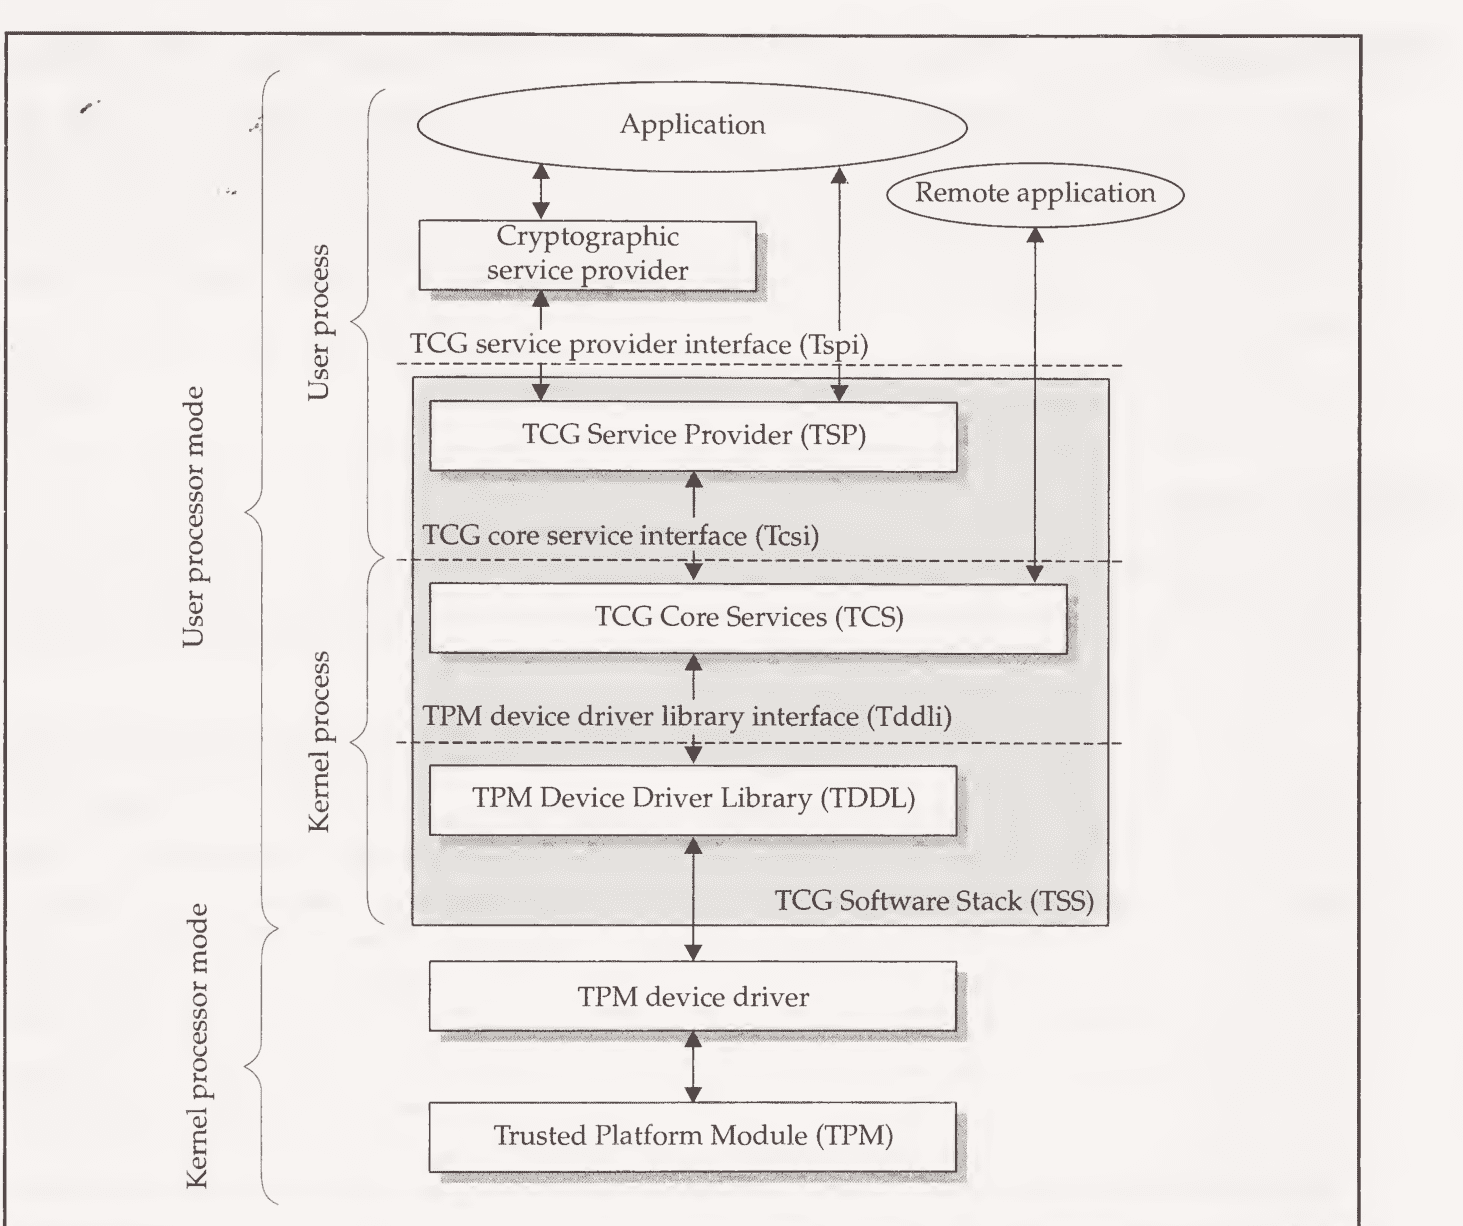 Application
Remote application
Cryptographic
service provider
TCG service provider interface (Tspi)
TCG Service Provider (TSP)
TCG core service interface (Tcsi)
TCG Core Services (TCS)
TPM device driver library interface (Tddli)
TPM Device Driver Library (TDDL)
TCG Software Stack (TSS)
TPM device driver
Trusted Platform Module (TPM)
User process
User processor mode
Kernel process
Kernel processor mode